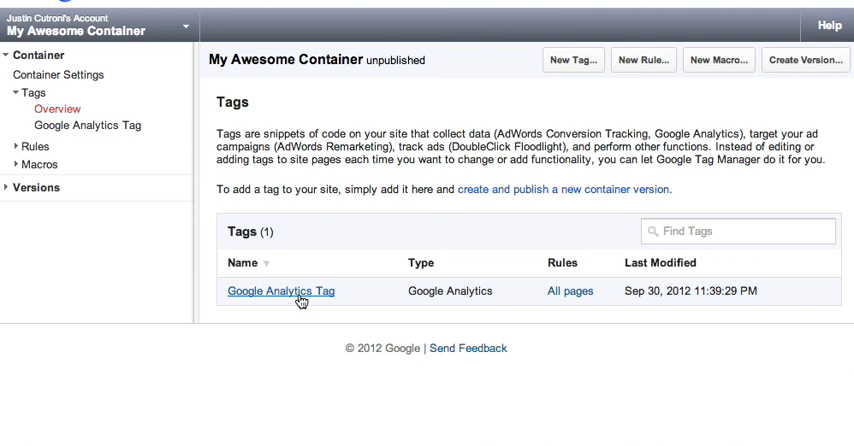 Justin Cutroni's Account
My Awesome Container
Help
Container
Container Settings
Tags
Overview
Google Analytics Tag
Rules
Macros
Versions
My Awesome Container unpublished
New Tag...
New Rule...
New Macro...
Create Version...
Tags
Tags are snippets of code on your site that collect data (AdWords Conversion Tracking, Google Analytics), target your ad
campaigns (AdWords Remarketing), track ads (DoubleClick Floodlight), and perform other functions. Instead of editing or
adding tags to site pages each time you want to change or add functionality, you can let Google Tag Manager do it for you.
To add a tag to your site, simply add it here and create and publish a new container version.
Tags (1)
Find Tags
Name Type Rules Last Modified
Google Analytics Tag Google Analytics All pages Sep 30, 2012 11:39:29 PM
© 2012 Google | Send Feedback